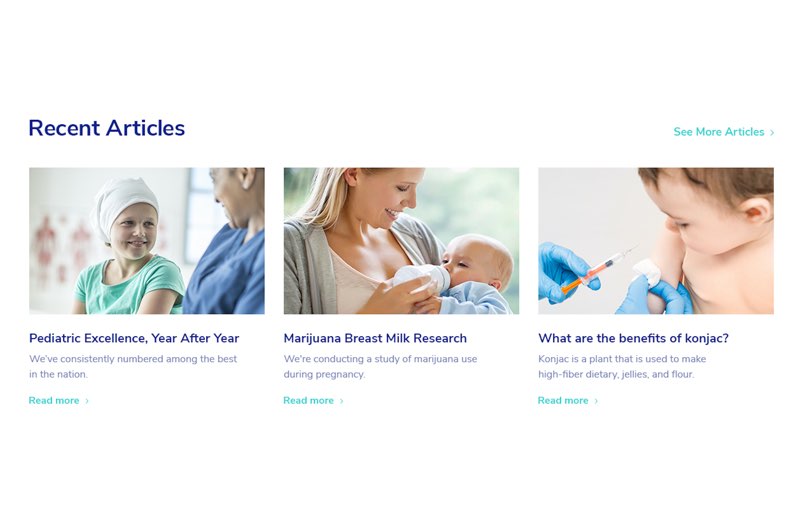 Recent Articles
See More Articles
Pediatric Excellence, Year After Year
We've consistently numbered among the best
in the nation.
Read more
Marijuana Breast Milk Research
We're conducting a study of marijuana use
during pregnancy.
Read more
What are the benefits of konjac?
Konjac is a plant that is used to make
high-fiber dietary, jellies, and flour.
Read more